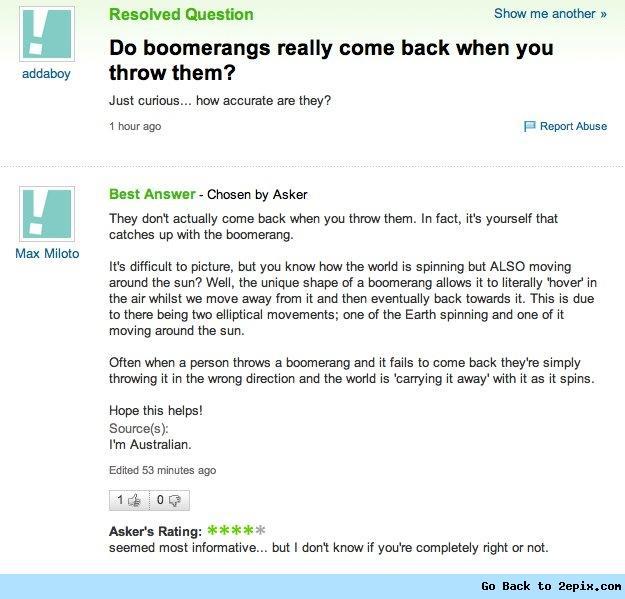 Resolved Question
Show me another »
addaboy
Do boomerangs really come back when you
throw them?
Just curious... how accurate are they?
1 hour ago
Report Abuse
Best Answer - Chosen by Asker
Max Miloto
They don't actually come back when you throw them. In fact, it's yourself that
catches up with the boomerang.
It's difficult to picture, but you know how the world is spinning but ALSO moving
around the sun? Well, the unique shape of a boomerang allows it to literally 'hover' in
the air whilst we move away from it and then eventually back towards it. This is due
to there being two elliptical movements; one of the Earth spinning and one of it
moving around the sun.
Often when a person throws a boomerang and it fails to come back they're simply
throwing it in the wrong direction and the world is 'carrying it away' with it as it spins.
Hope this helps!
Source(s):
I'm Australian.
Edited 53 minutes ago
1 0
Asker's Rating: ★★★★★
seemed most informative... but I don't know if you're completely right or not.
Go Back to 2epix.com